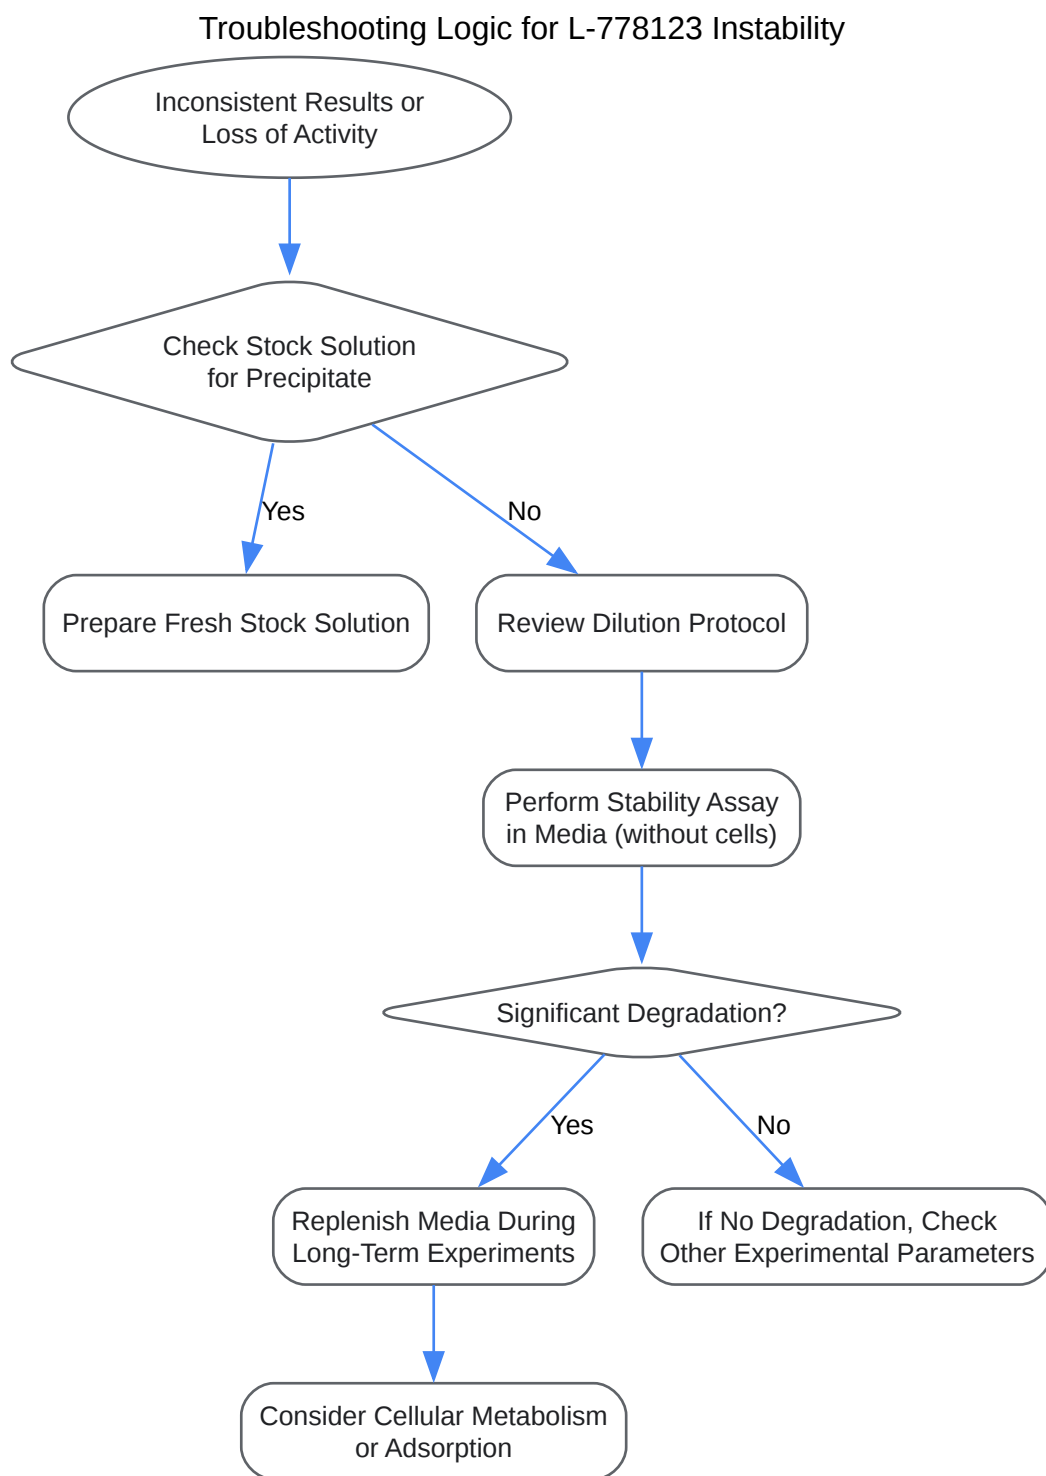 Troubleshooting Logic for L-778123 Instability
Inconsistent Results or
Loss of Activity
Check Stock Solution
for Precipitate
Yes
No
Prepare Fresh Stock Solution
Review Dilution Protocol
Perform Stability Assay
in Media (without cells)
Significant Degradation?
Yes
No
Replenish Media During
Long-Term Experiments
If No Degradation, Check
Other Experimental Parameters
Consider Cellular Metabolism
or Adsorption